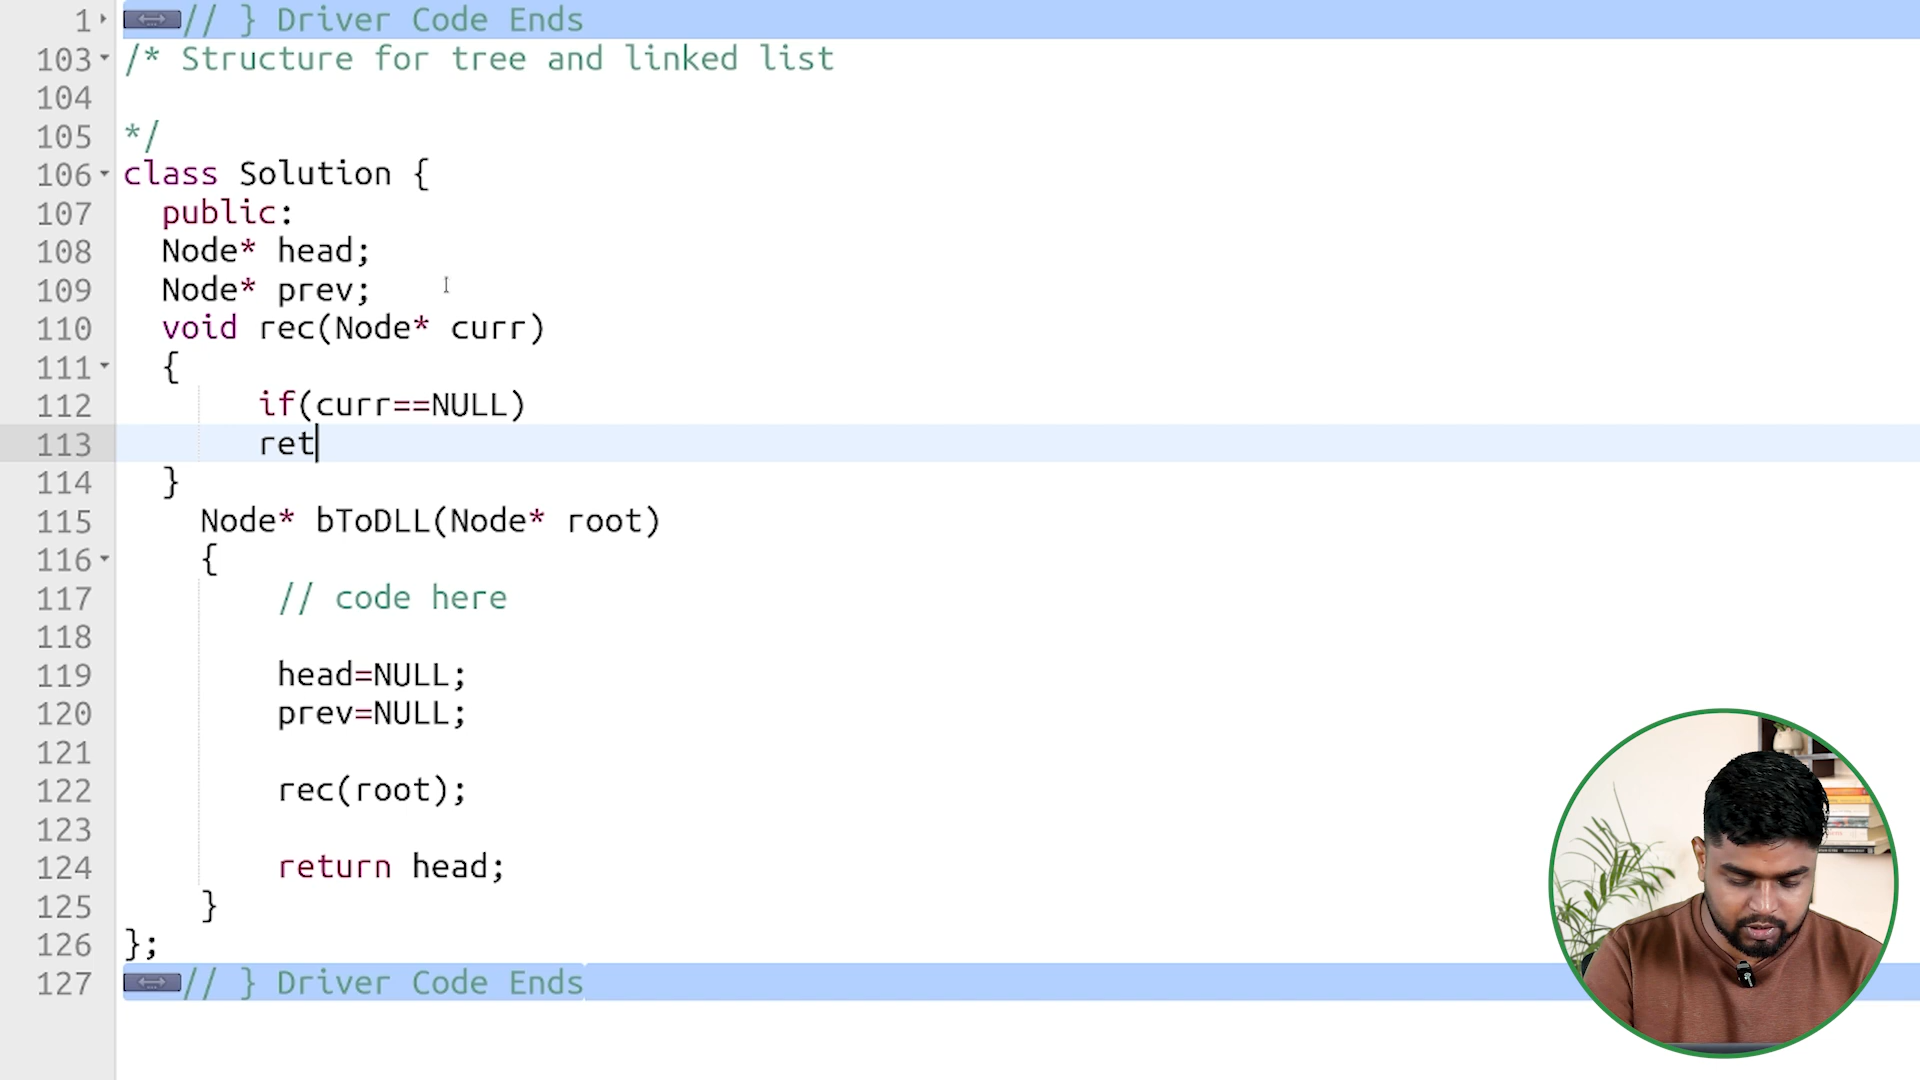 1 // } Driver Code Ends
103 /* Structure for tree and linked list
104
105 */
106 class Solution {
107 public:
108 Node* head;
109 Node* prev;
110 void rec(Node* curr)
111 {
112 if(curr==NULL)
113 ret
114 }
115 Node* bToDLL(Node* root)
116 {
117 // code here
118
119 head=NULL;
120 prev=NULL;
121
122 rec(root);
123
124 return head;
125 }
126 };
127 // } Driver Code Ends